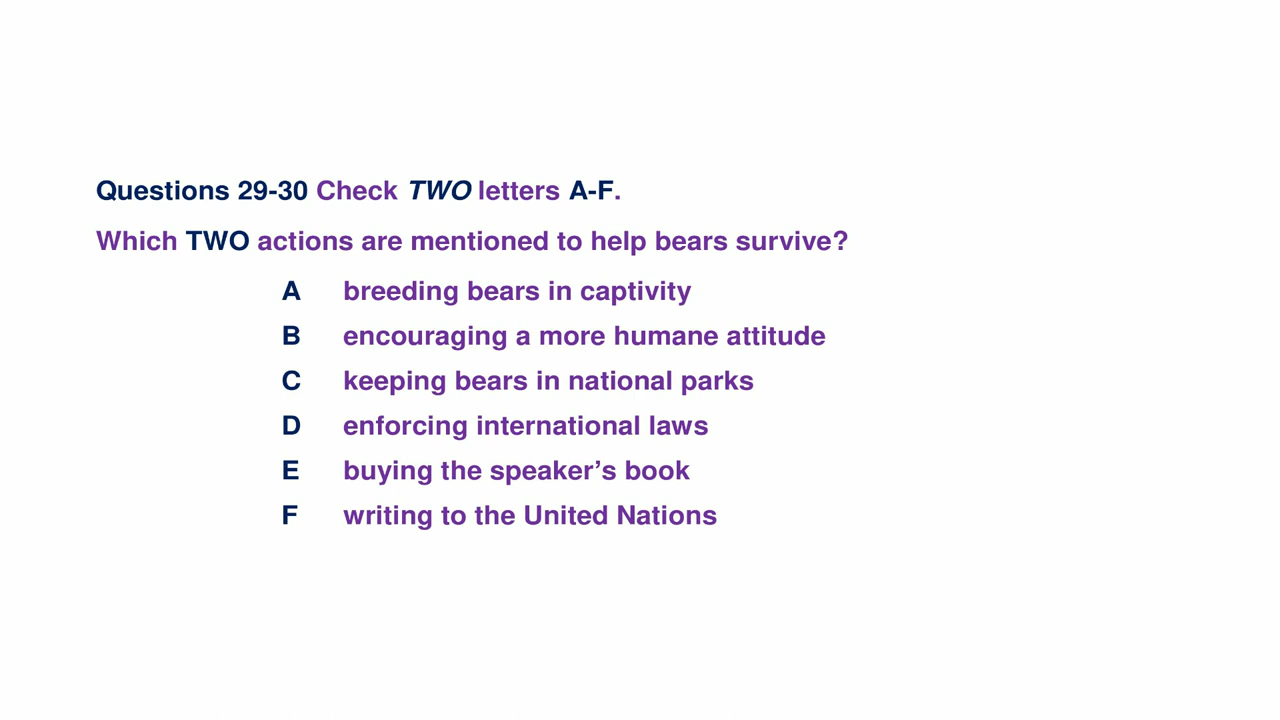 Questions 29-30 Check TWO letters A-F.
Which TWO actions are mentioned to help bears survive?
A breeding bears in captivity
B encouraging a more humane attitude
C keeping bears in national parks
D enforcing international laws
E buying the speaker’s book
F writing to the United Nations